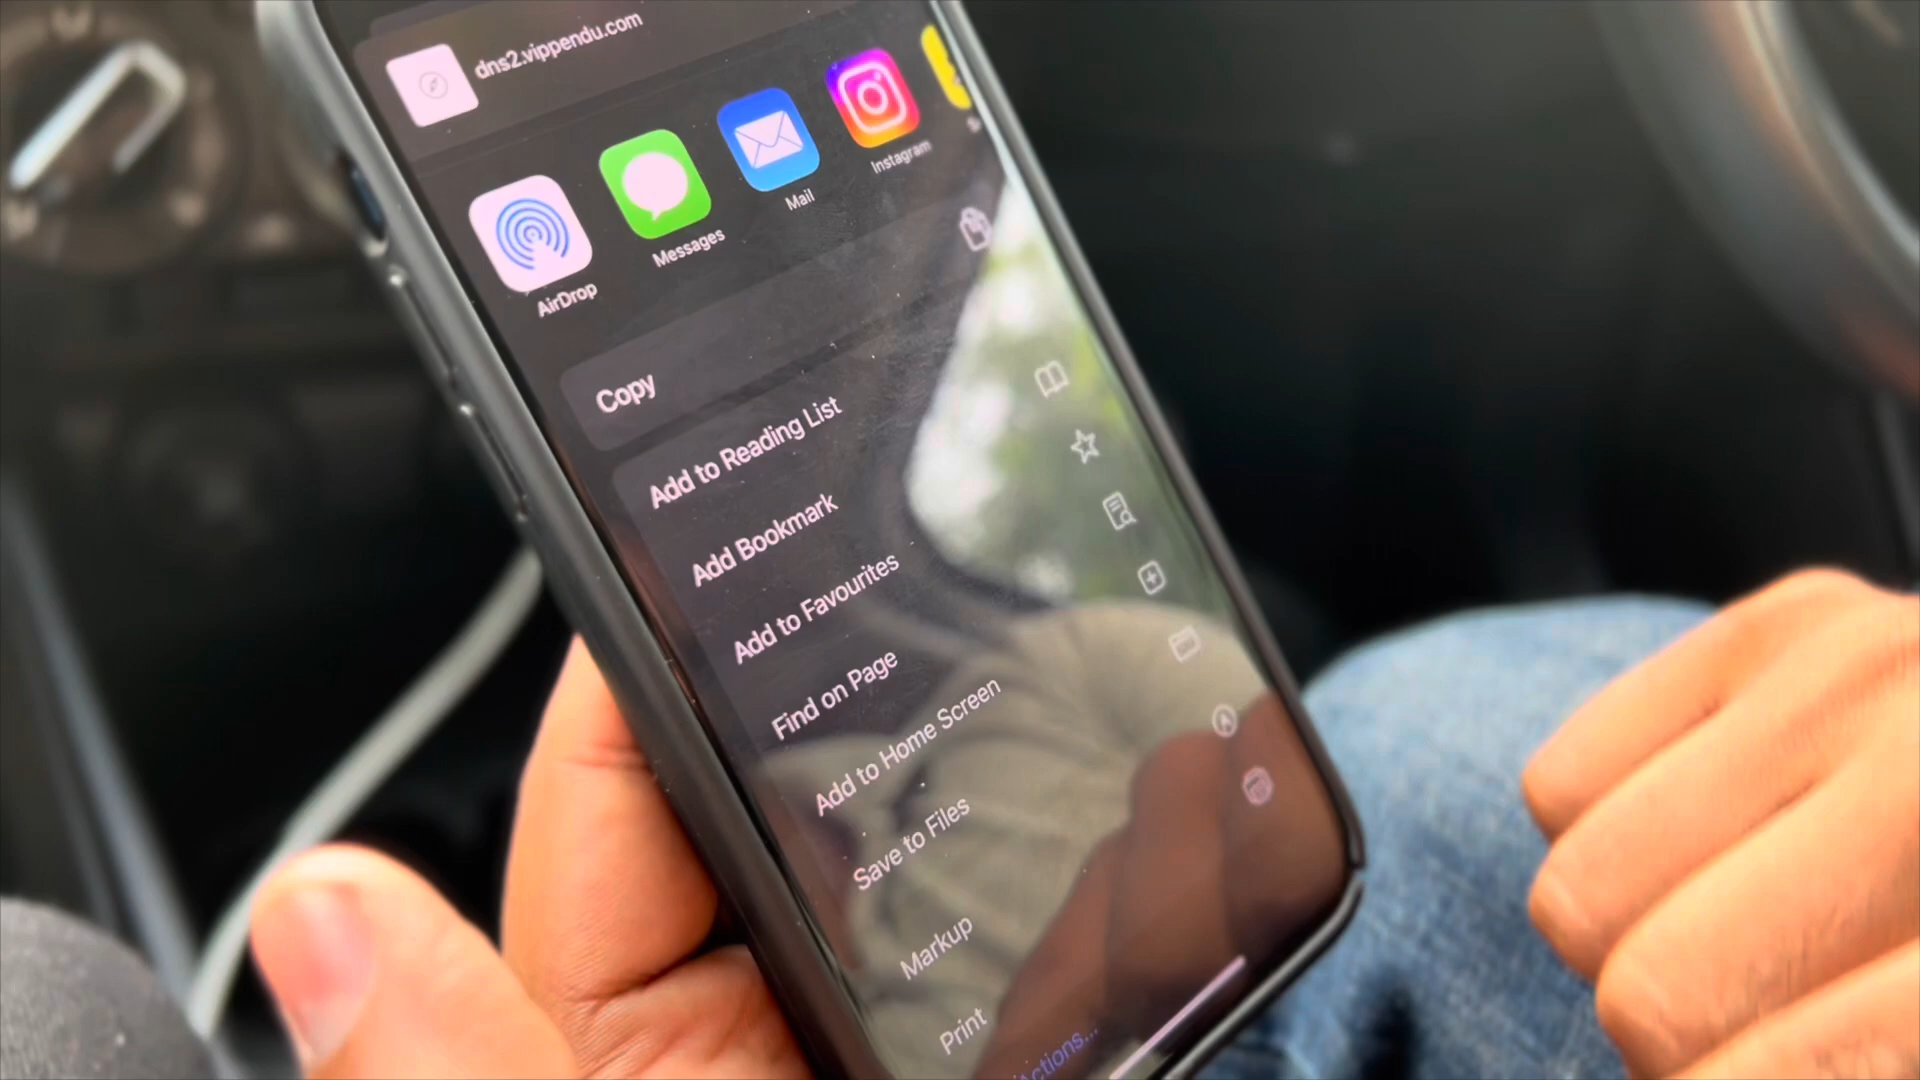 dns2.vippendu.com
AirDrop
Messages
Mail
Instagram
Copy
Add to Reading List
Add Bookmark
Add to Favourites
Find on Page
Add to Home Screen
Save to Files
Markup
Print
Actions...